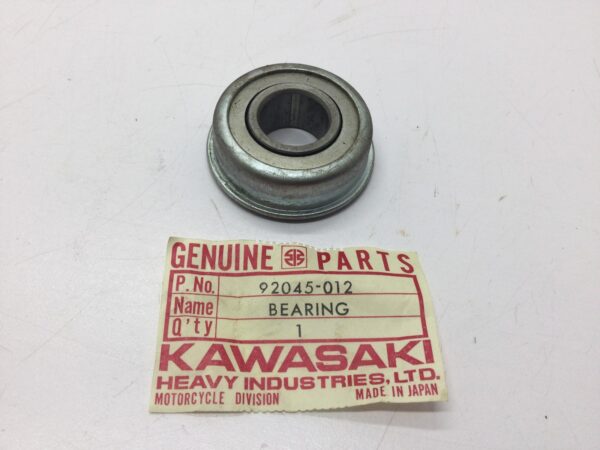 GENUINE PARTS
P.No. 92045-012
Name BEARING
Q'ty 1
KAWASAKI
HEAVY INDUSTRIES, LTD.
MOTORCYCLE DIVISION MADE IN JAPAN